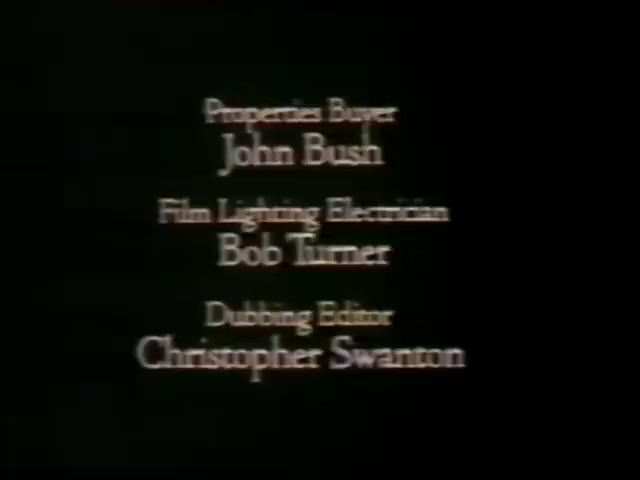 Properties Buyer
John Bush
Film Lighting Electrician
Bob Turner
Dubbing Editor
Christopher Swanton